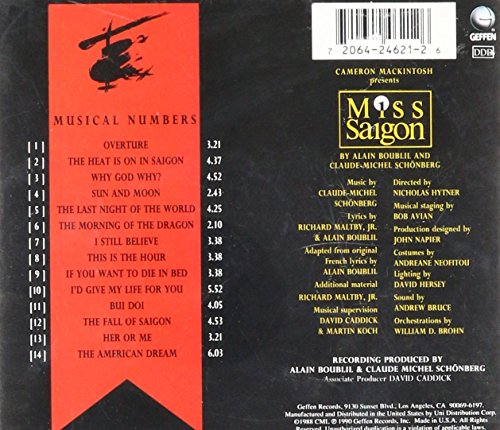 7 2064-24621-2 6
GEFFEN
DDD
CAMERON MACKINTOSH
presents
Miss
Saigon
BY ALAIN BOUBLIL AND
CLAUDE-MICHEL SCHÖNBERG
MUSICAL NUMBERS
[1] OVERTURE 3.21
[2] THE HEAT IS ON IN SAIGON 4.37
[3] WHY GOD WHY? 4.52
[4] SUN AND MOON 2.43
[5] THE LAST NIGHT OF THE WORLD 4.25
[6] THE MORNING OF THE DRAGON 2.10
[7] I STILL BELIEVE 3.38
[8] THIS IS THE HOUR 3.38
[9] IF YOU WANT TO DIE IN BED 3.38
[10] I'D GIVE MY LIFE FOR YOU 5.52
[11] BUI DOI 4.05
[12] THE FALL OF SAIGON 4.53
[13] HER OR ME 3.38
[14] THE AMERICAN DREAM 6.03
Music by
CLAUDE-MICHEL
SCHÖNBERG
Lyrics by
RICHARD MALTBY, JR.
& ALAIN BOUBLIL
Adapted from original
French lyrics by
ALAIN BOUBLIL
Additional material
RICHARD MALTBY, JR.
Musical supervision
DAVID CADDICK
& MARTIN KOCH
Directed by
NICHOLAS HYTNER
Musical staging by
BOB AVIAN
Production designed by
JOHN NAPIER
Costumes by
ANDREANE NEOFITOU
Lighting by
DAVID HERSEY
Sound by
ANDREW BRUCE
Orchestrations by
WILLIAM D. BROHN
RECORDING PRODUCED BY
ALAIN BOUBLIL & CLAUDE MICHEL SCHÖNBERG
Associate Producer DAVID CADDICK
Geffen Records, 9130 Sunset Blvd., Los Angeles, CA 90069-6197.
Manufactured and Distributed in the United States by Uni Distribution Corp.
©1988 CML ℗ 1990 Geffen Records, Inc. Made in U.S.A. All Rights
Reserved. Unauthorized duplication is a violation of applicable laws.